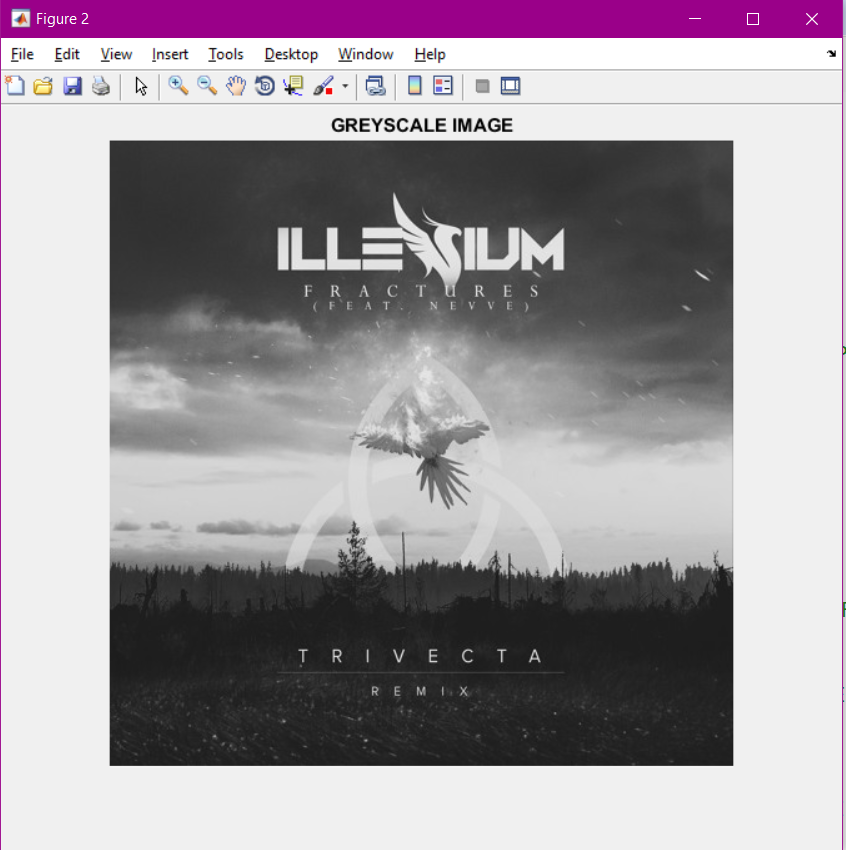 Figure 2
File Edit View Insert Tools Desktop Window Help
GREYSCALE IMAGE
ILLENIUM
FRACTURES
(FEAT. NEVVE)
TRIVECTA
REMIX